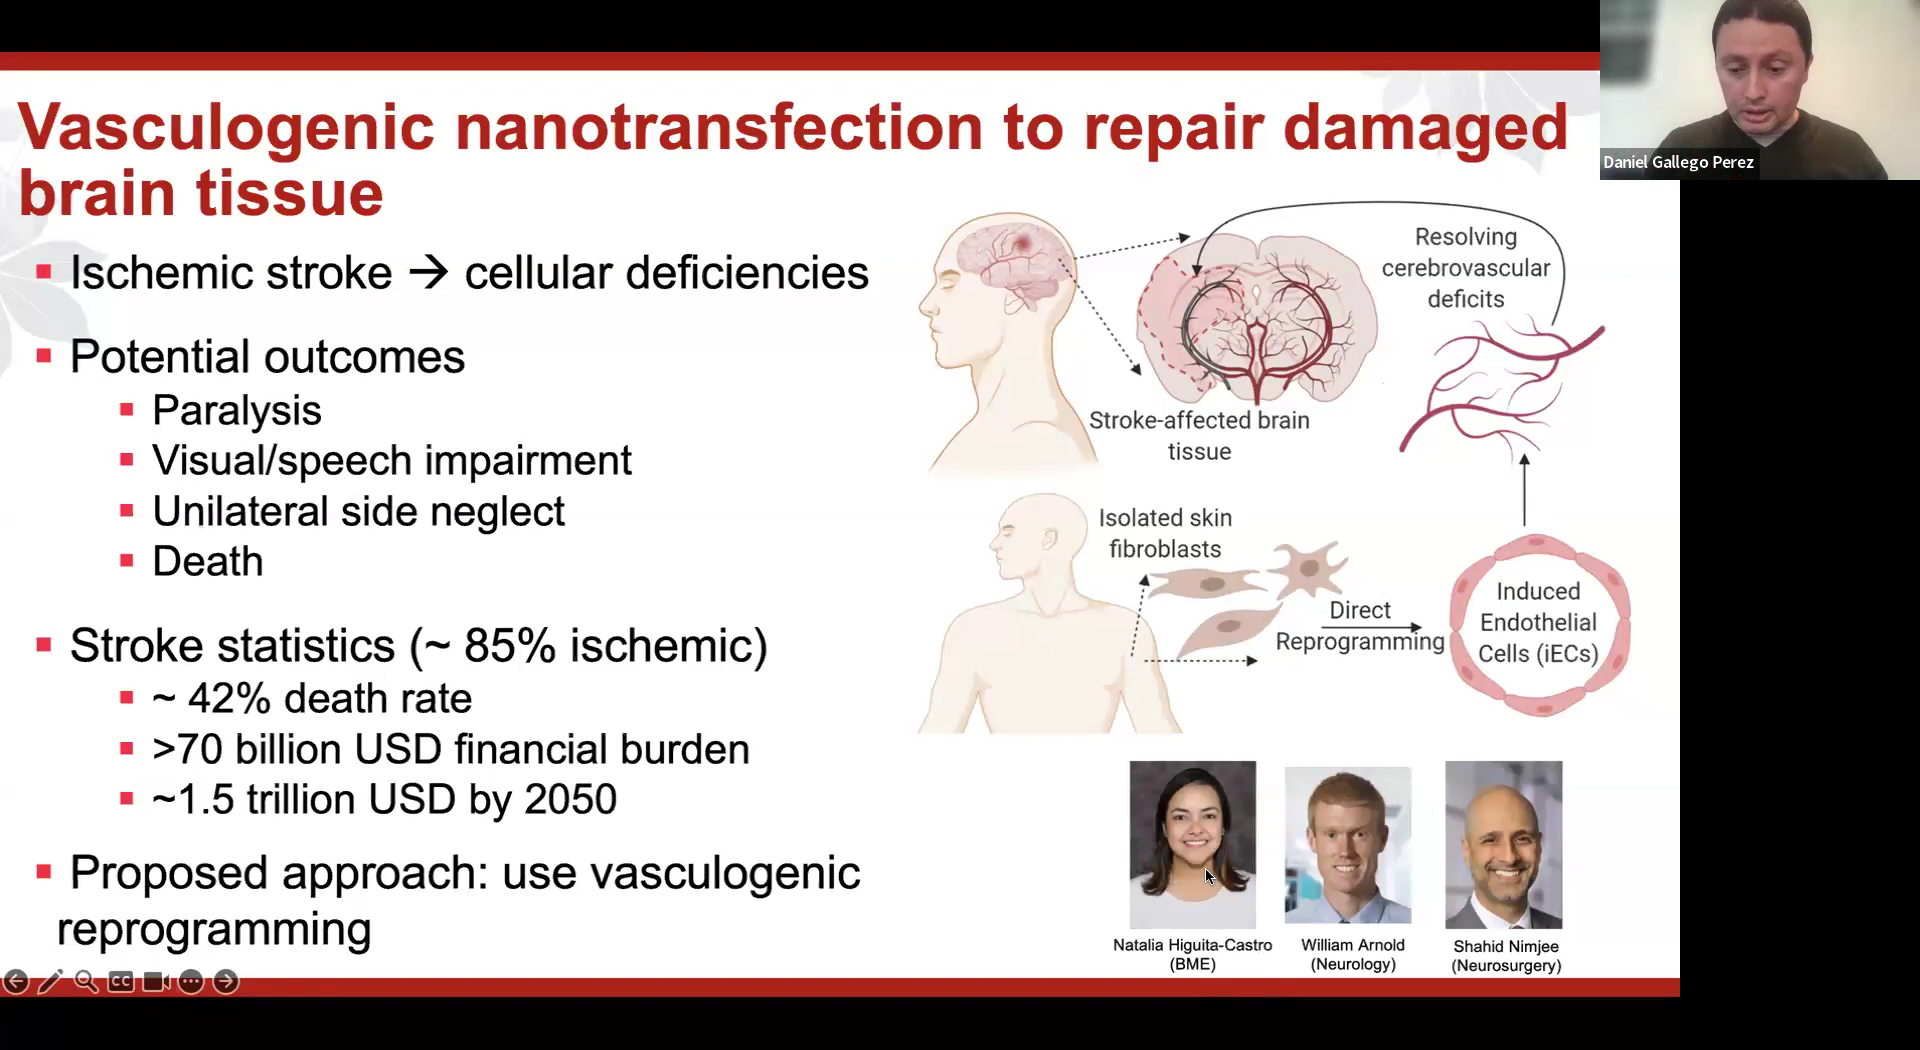 Vasculogenic nanotransfection to repair damaged
brain tissue
Ischemic stroke → cellular deficiencies
Potential outcomes
Paralysis
Visual/speech impairment
Unilateral side neglect
Death
Stroke statistics (~ 85% ischemic)
~ 42% death rate
>70 billion USD financial burden
~1.5 trillion USD by 2050
Proposed approach: use vasculogenic
reprogramming
Resolving
cerebrovascular
deficits
Stroke-affected brain
tissue
Isolated skin
fibroblasts
Direct
Reprogramming
Induced
Endothelial
Cells (iECs)
Natalia Higuita-Castro
(BME)
William Arnold
(Neurology)
Shahid Nimjee
(Neurosurgery)
Daniel Gallego Perez
CC